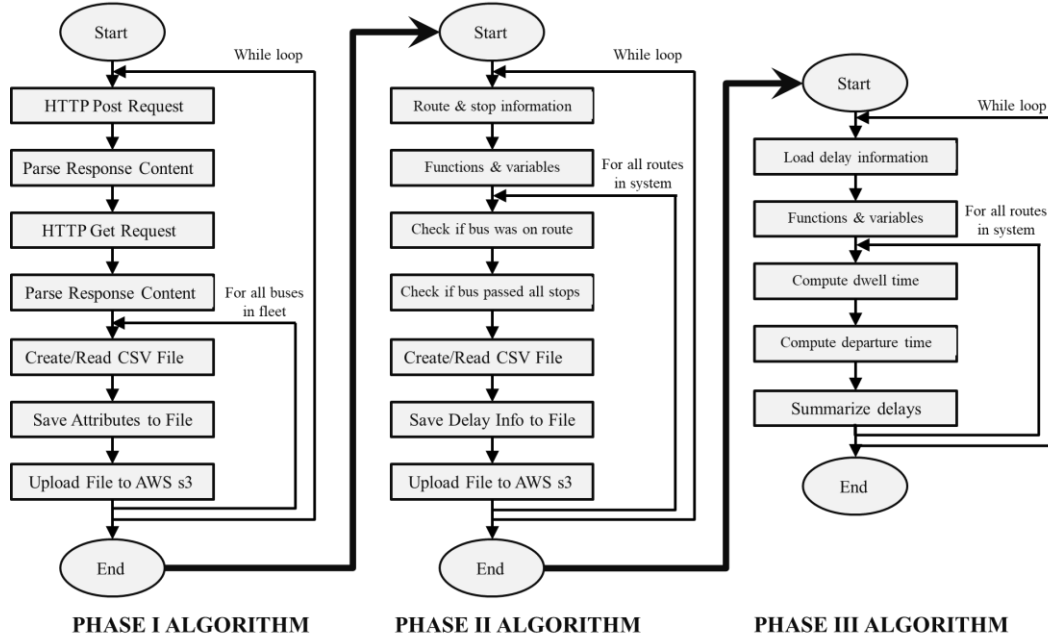 Start
While loop
HTTP Post Request
Parse Response Content
HTTP Get Request
Parse Response Content
For all buses
in fleet
Create/Read CSV File
Save Attributes to File
Upload File to AWS s3
End
PHASE I ALGORITHM
Start
While loop
Route & stop information
Functions & variables
For all routes
in system
Check if bus was on route
Check if bus passed all stops
Create/Read CSV File
Save Delay Info to File
Upload File to AWS s3
End
PHASE II ALGORITHM
Start
While loop
Load delay information
Functions & variables
For all routes
in system
Compute dwell time
Compute departure time
Summarize delays
End
PHASE III ALGORITHM